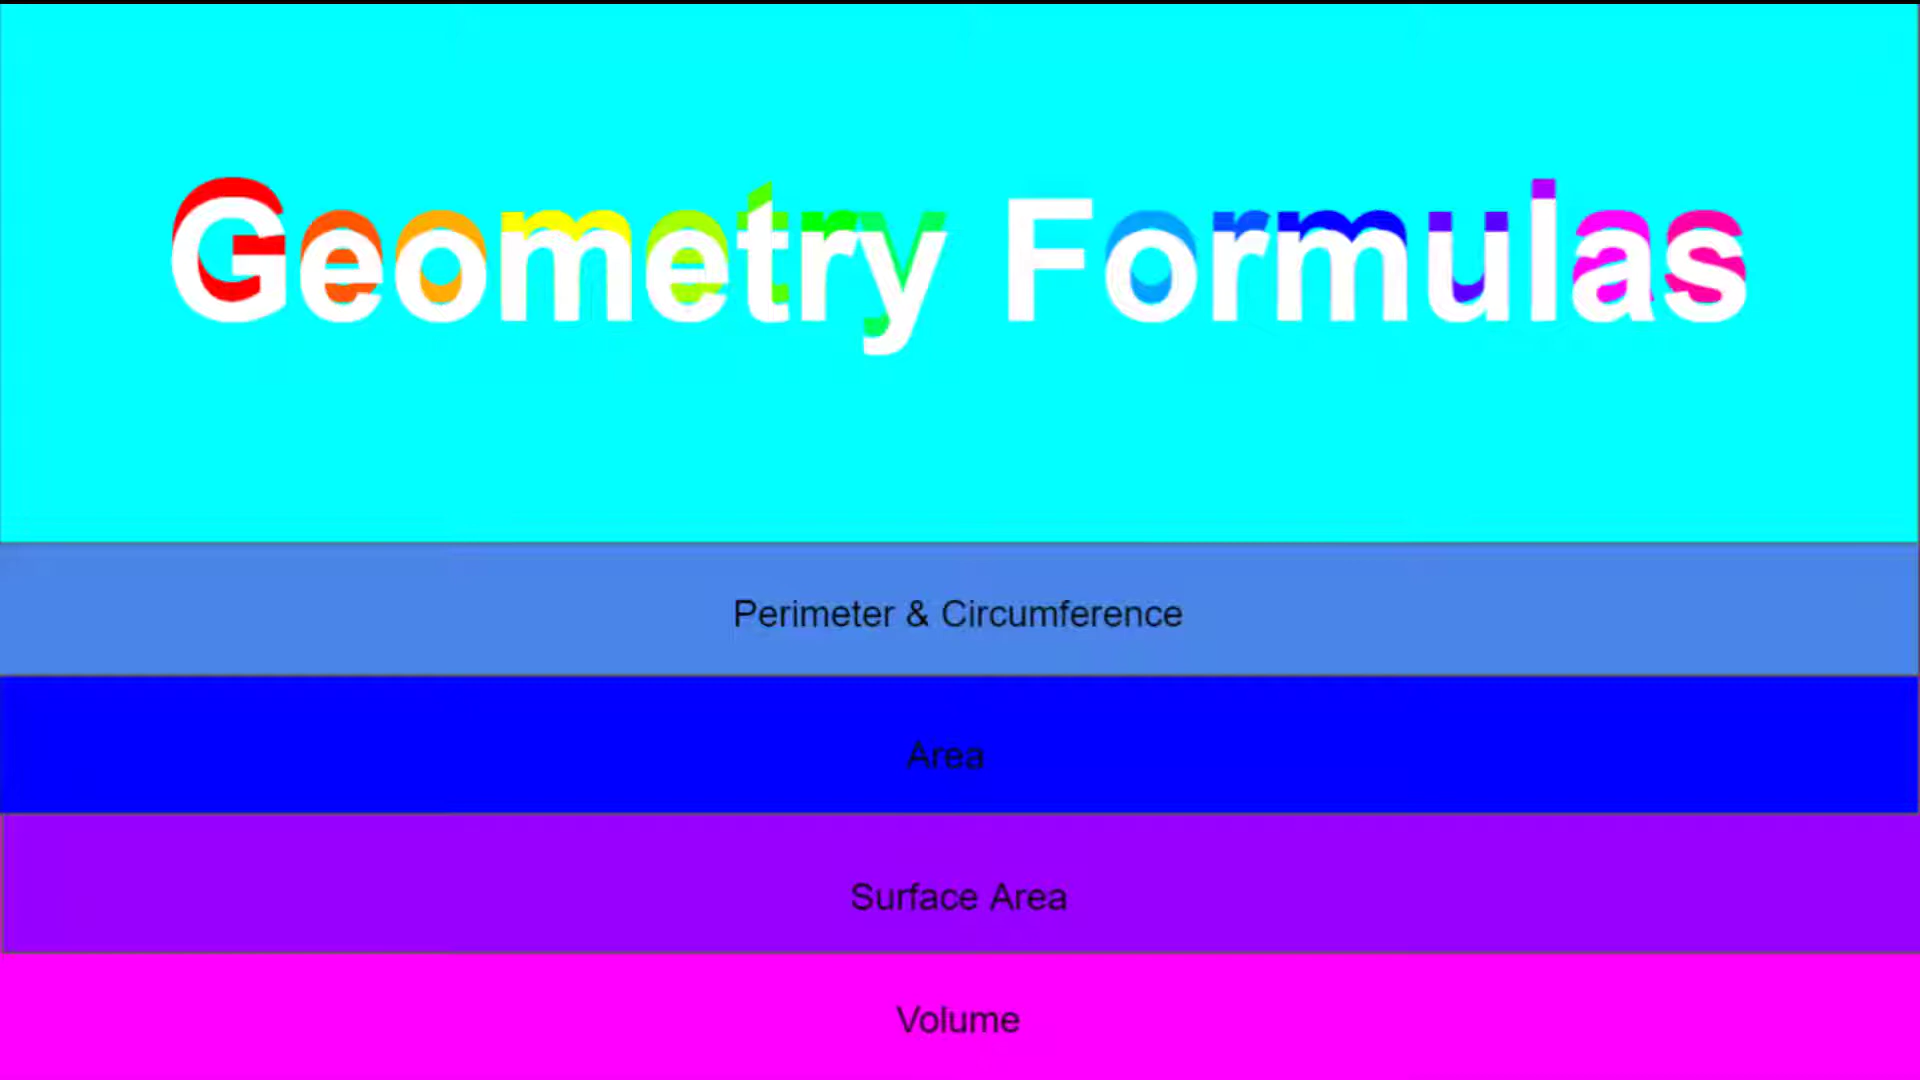 Geometry Formulas
Perimeter & Circumference
Area
Surface Area
Volume